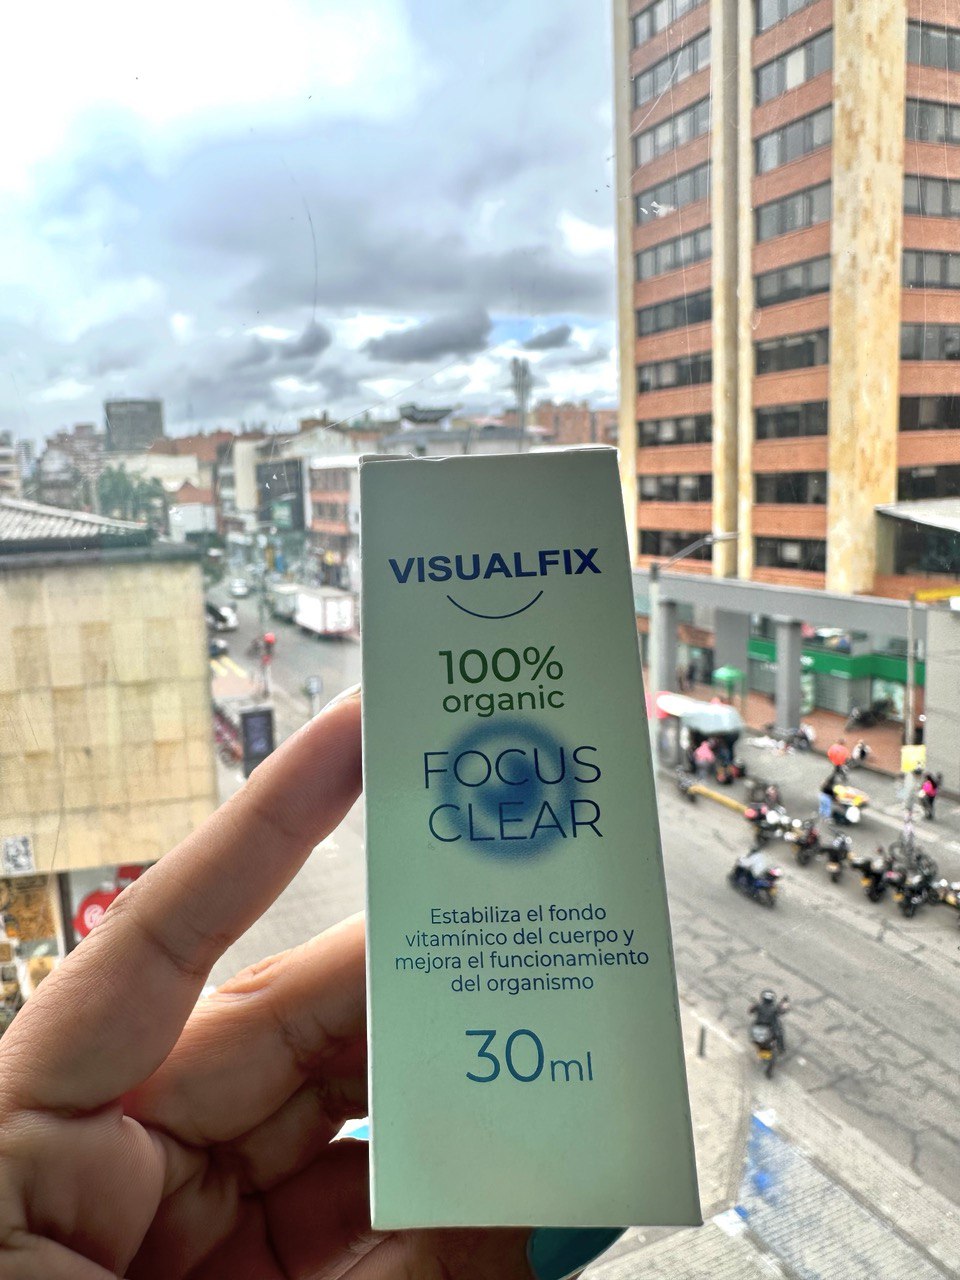 VISUALFIX
100%
organic
FOCUS
CLEAR
Estabiliza el fondo
vitamínico del cuerpo y
mejora el funcionamiento
del organismo
30ml